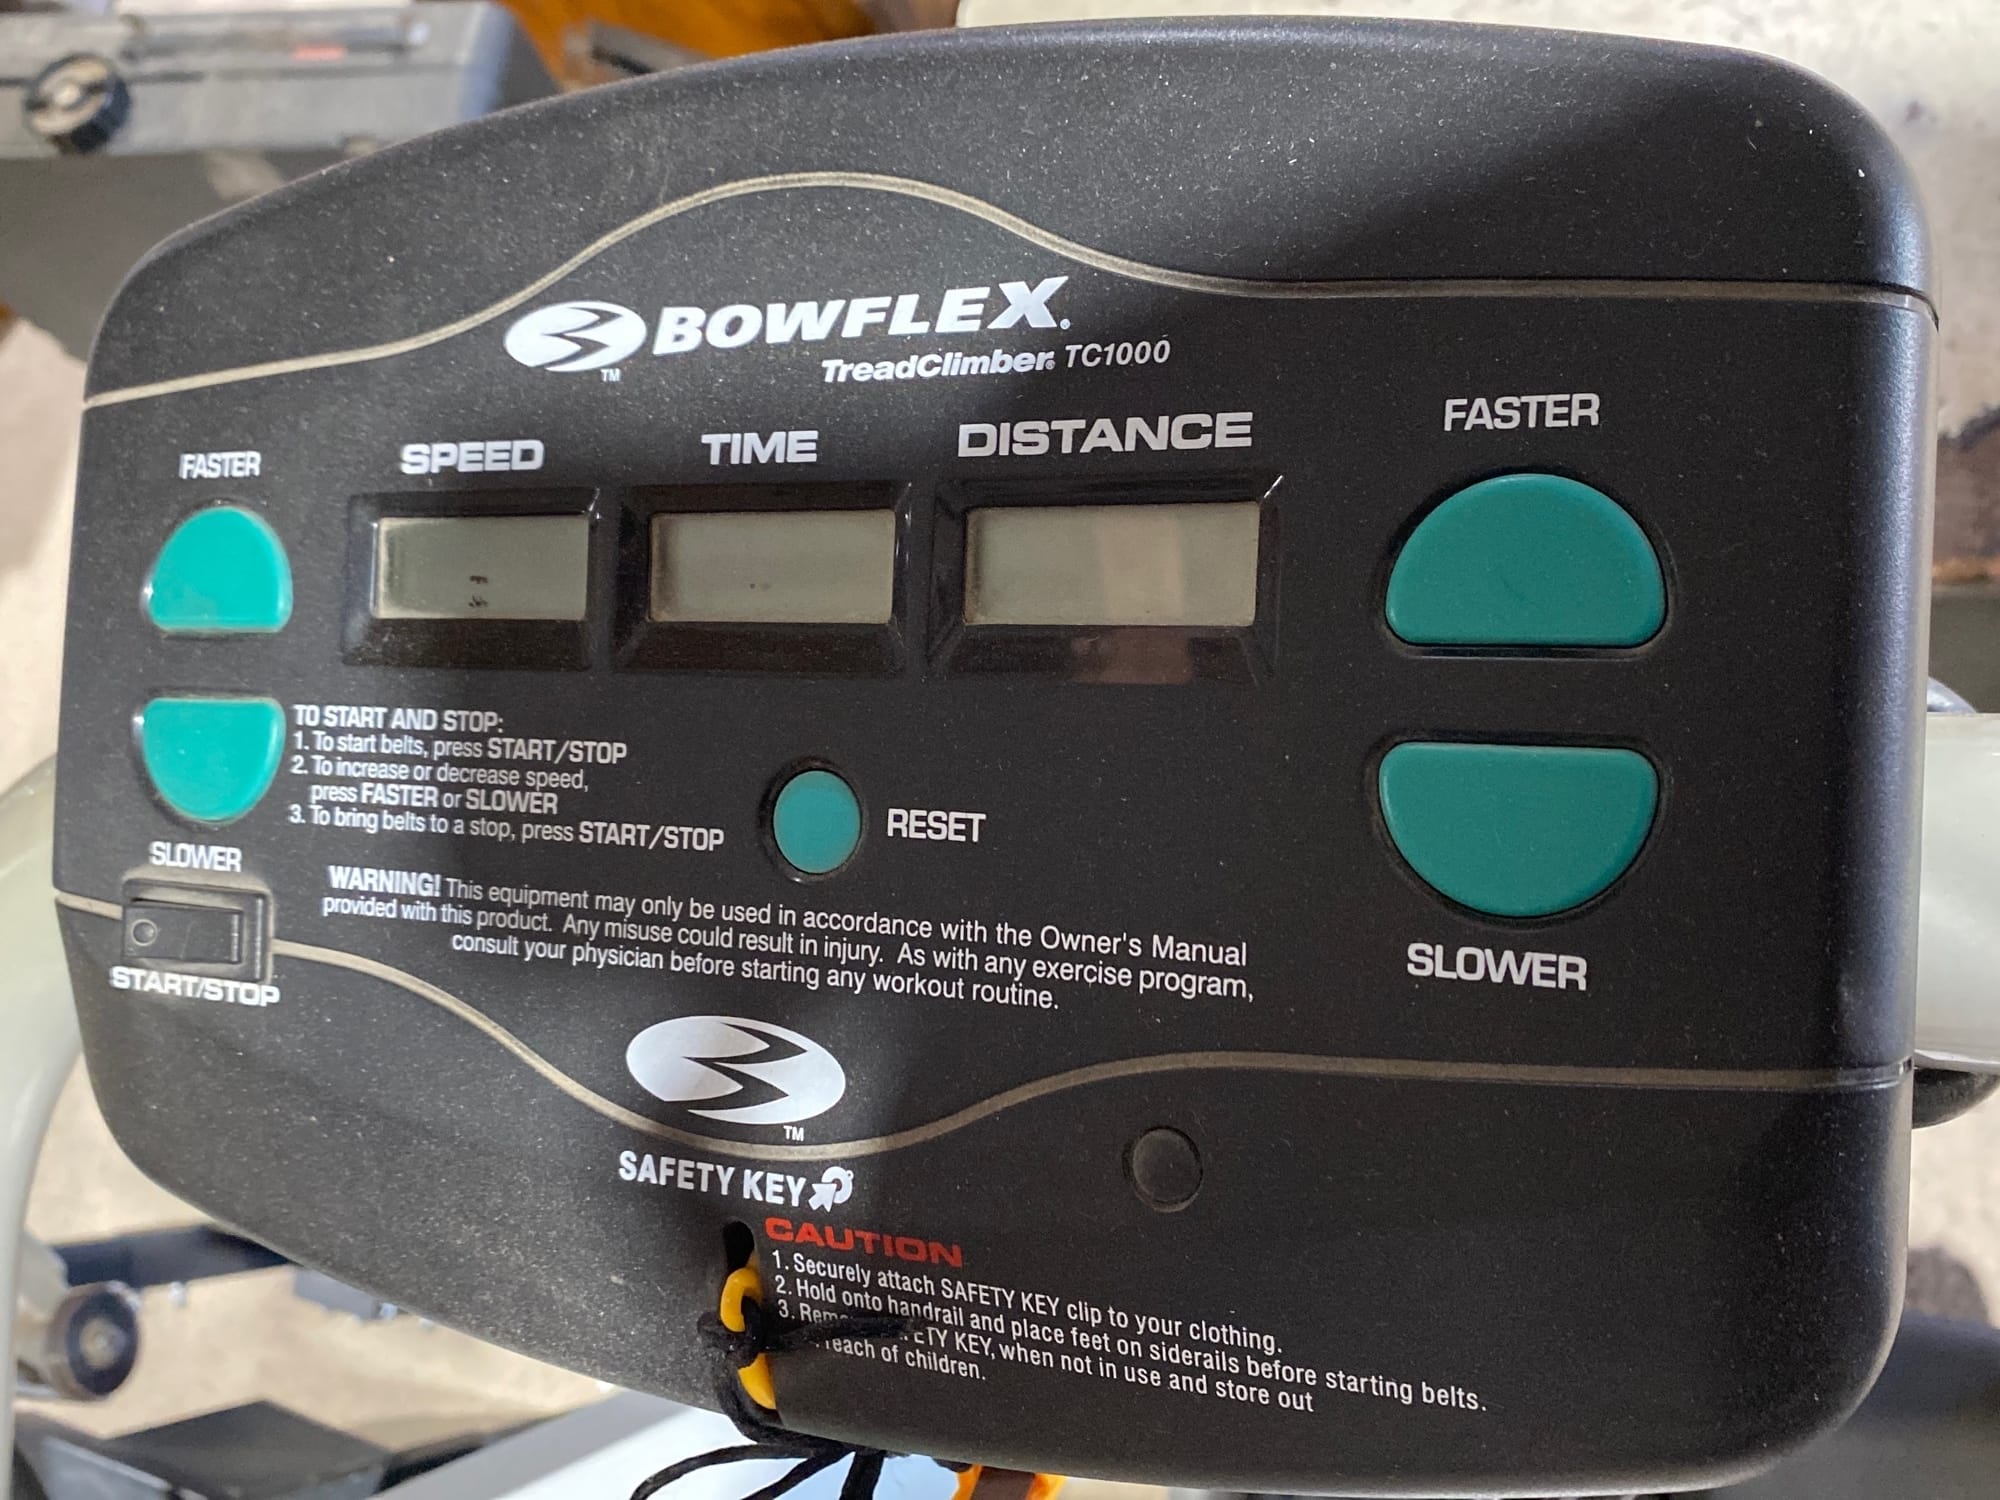 BOWFLEX®
TM
TreadClimber® TC1000
FASTER
SPEED
TIME
DISTANCE
FASTER
TO START AND STOP:
1. To start belts, press START/STOP
2. To increase or decrease speed,
press FASTER or SLOWER
3. To bring belts to a stop, press START/STOP
RESET
SLOWER
SLOWER
START/STOP
WARNING! This equipment may only be used in accordance with the Owner's Manual
provided with this product. Any misuse could result in injury. As with any exercise program,
consult your physician before starting any workout routine.
TM
SAFETY KEY
CAUTION
1. Securely attach SAFETY KEY clip to your clothing.
2. Hold onto handrail and place feet on siderails before starting belts.
3. KEY, when not in use and store out
reach of children.